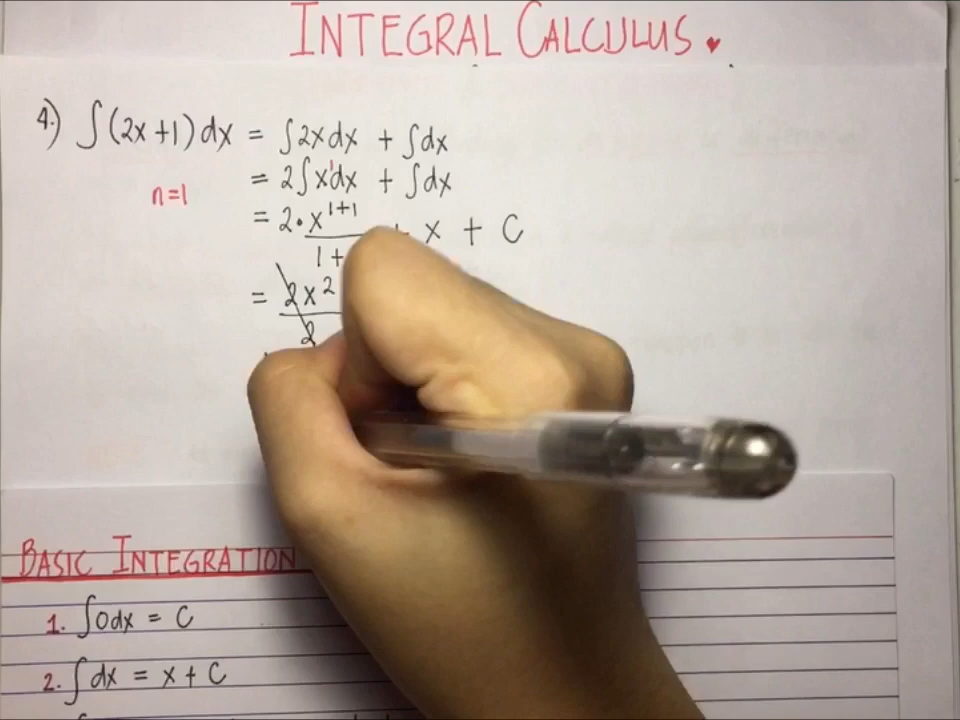 INTEGRAL CALCULUS.♥
4.) ∫(2x+1)dx = ∫2xdx + ∫dx
= 2∫x¹dx + ∫dx
n=1
= 2•x^(1+1)/1+ + x + C
= 2x²/2
BASIC INTEGRATION
1. ∫0dx = C
2. ∫dx = x + C